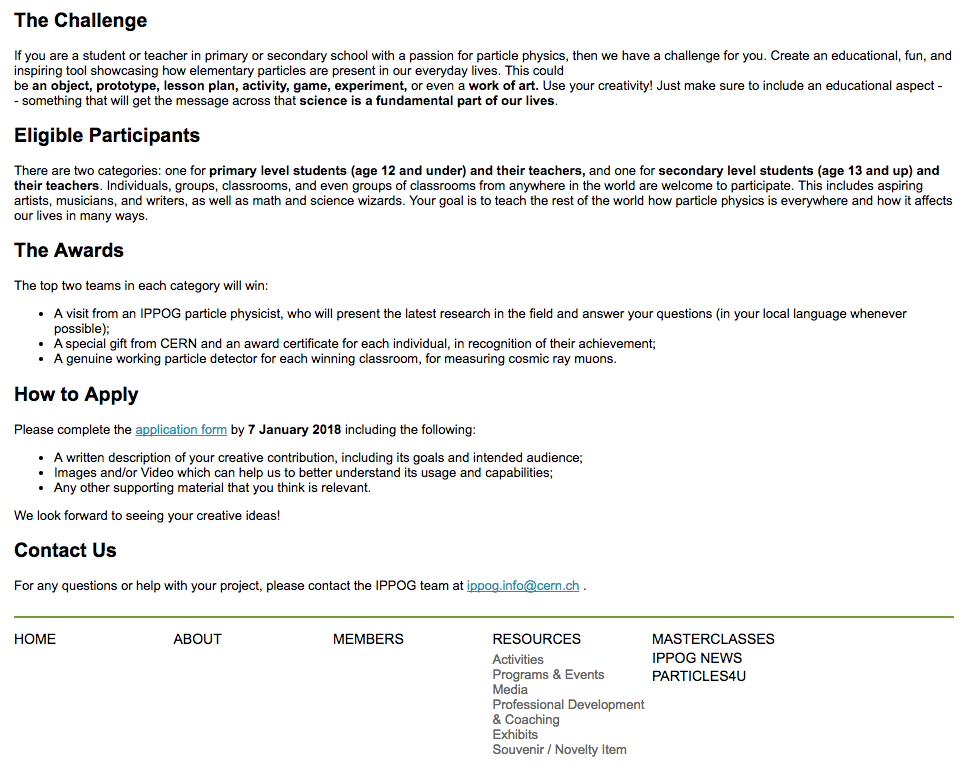 The Challenge
If you are a student or teacher in primary or secondary school with a passion for particle physics, then we have a challenge for you. Create an educational, fun, and
inspiring tool showcasing how elementary particles are present in our everyday lives. This could
be an object, prototype, lesson plan, activity, game, experiment, or even a work of art. Use your creativity! Just make sure to include an educational aspect -
- something that will get the message across that science is a fundamental part of our lives.
Eligible Participants
There are two categories: one for primary level students (age 12 and under) and their teachers, and one for secondary level students (age 13 and up) and
their teachers. Individuals, groups, classrooms, and even groups of classrooms from anywhere in the world are welcome to participate. This includes aspiring
artists, musicians, and writers, as well as math and science wizards. Your goal is to teach the rest of the world how particle physics is everywhere and how it affects
our lives in many ways.
The Awards
The top two teams in each category will win:
• A visit from an IPPOG particle physicist, who will present the latest research in the field and answer your questions (in your local language whenever
possible);
• A special gift from CERN and an award certificate for each individual, in recognition of their achievement;
• A genuine working particle detector for each winning classroom, for measuring cosmic ray muons.
How to Apply
Please complete the application form by 7 January 2018 including the following:
• A written description of your creative contribution, including its goals and intended audience;
• Images and/or Video which can help us to better understand its usage and capabilities;
• Any other supporting material that you think is relevant.
We look forward to seeing your creative ideas!
Contact Us
For any questions or help with your project, please contact the IPPOG team at ippog.info@cern.ch .
HOME
ABOUT
MEMBERS
RESOURCES
Activities
Programs & Events
Media
Professional Development
& Coaching
Exhibits
Souvenir / Novelty Item
MASTERCLASSES
IPPOG NEWS
PARTICLES4U